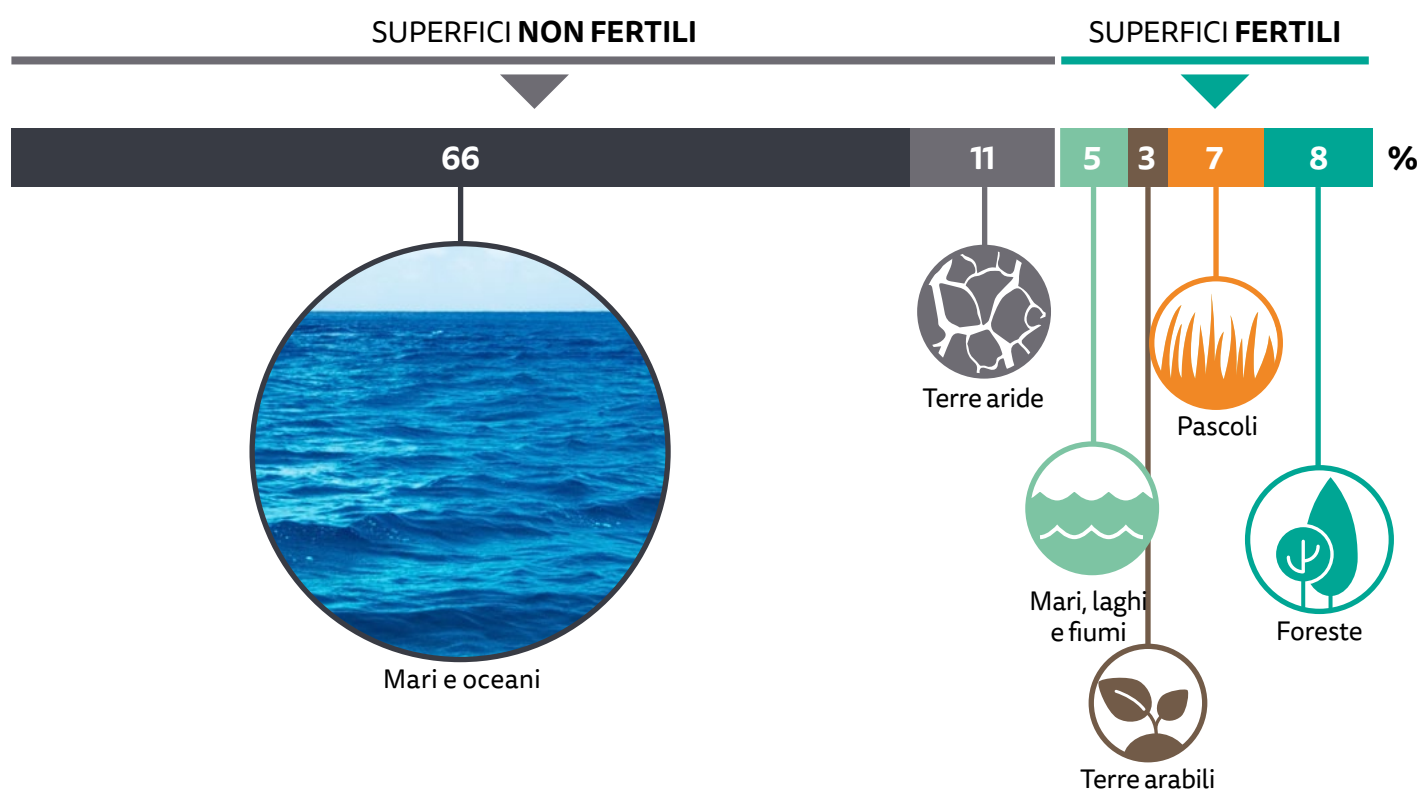 SUPERFICI NON FERTILI
SUPERFICI FERTILI
66
11
5
3
7
8
%
Terre aride
Pascoli
Mari, laghi
e fiumi
Foreste
Mari e oceani
Terre arabili